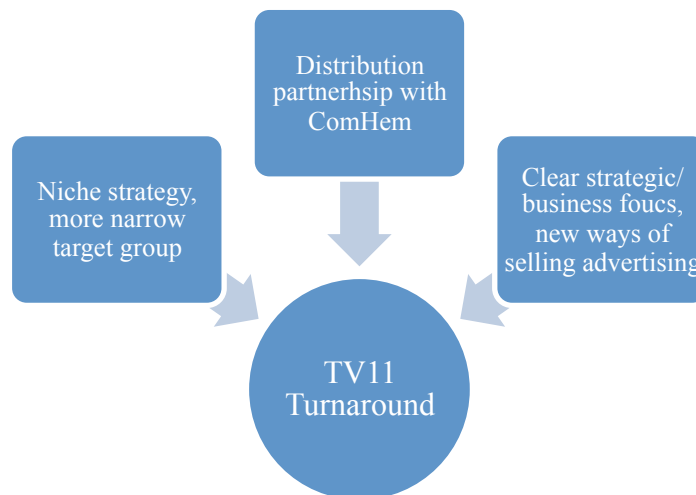 Distribution
partnerhsip with
ComHem
Niche strategy,
more narrow
target group
Clear strategic/
business foucs,
new ways of
selling advertising
TV11
Turnaround